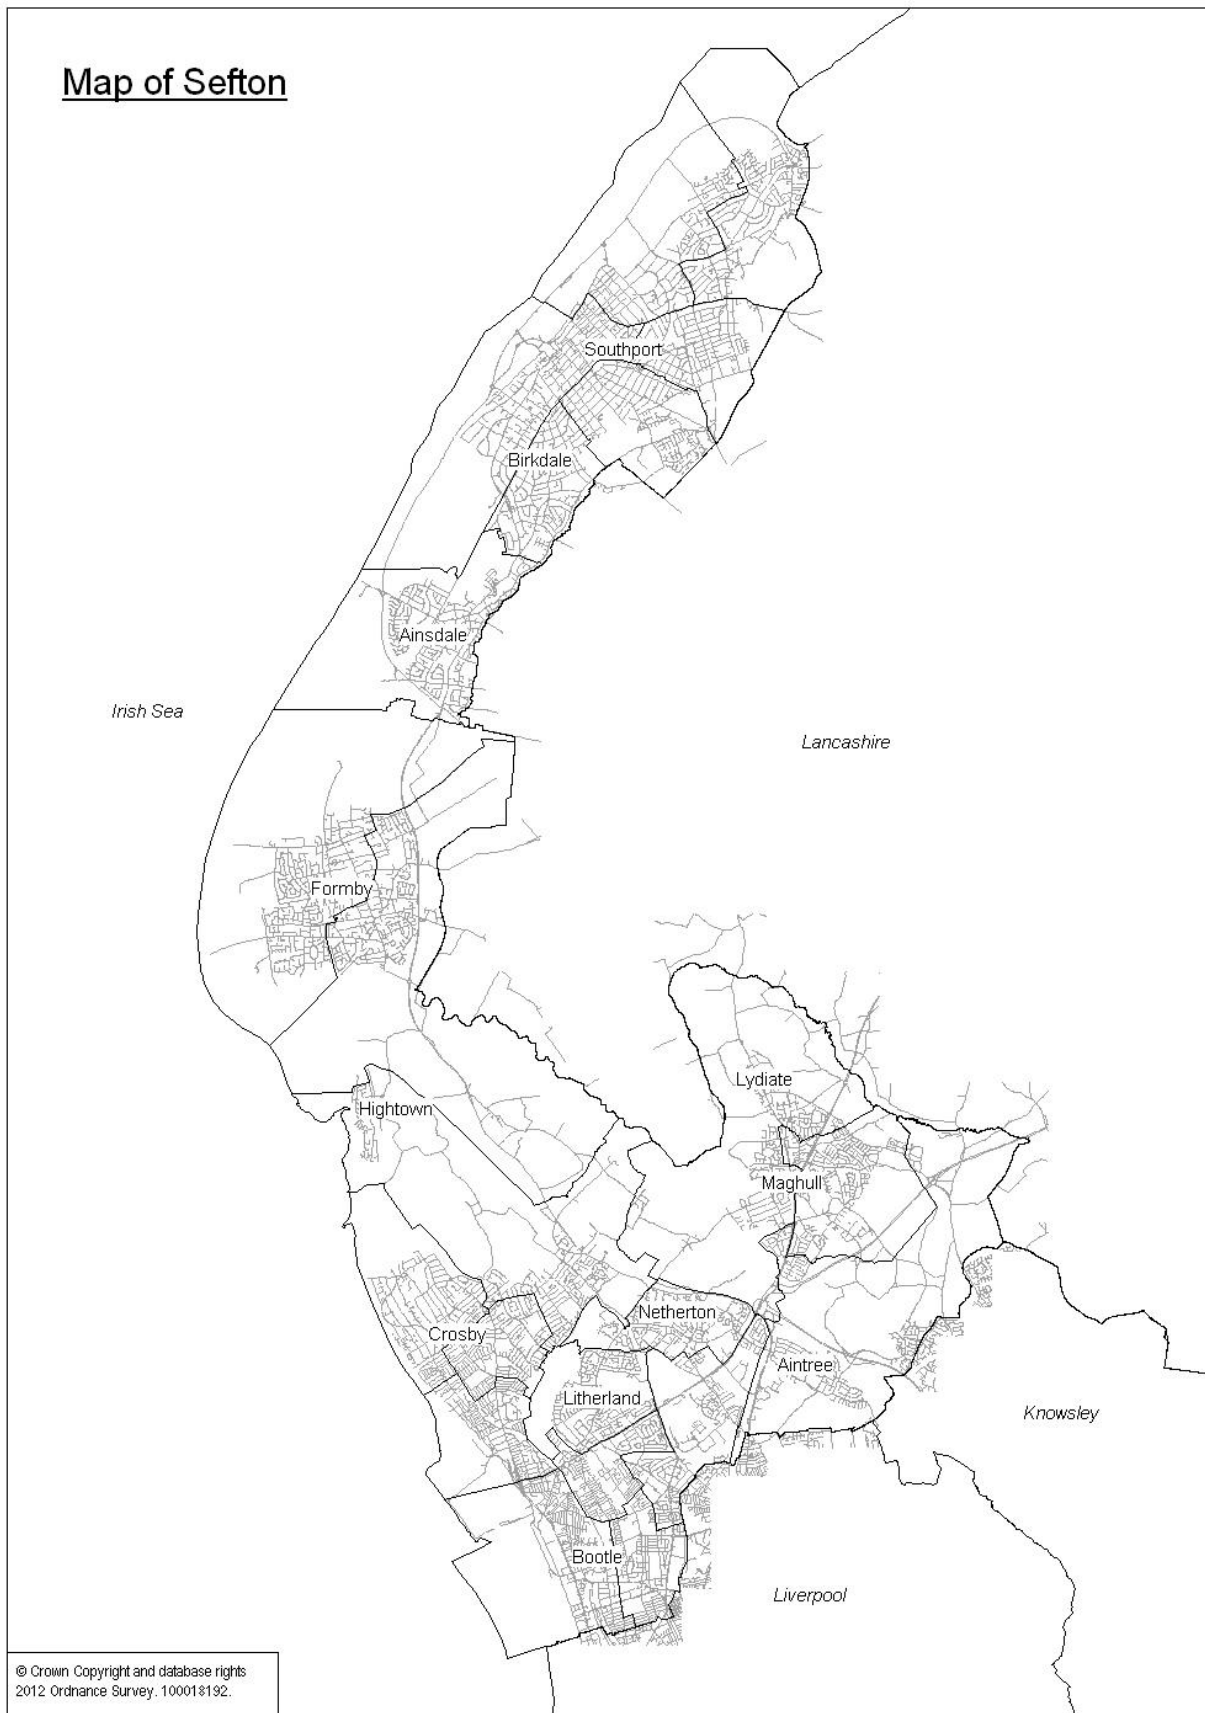 Map of Sefton
Southport
Birkdale
Ainsdale
Irish Sea
Lancashire
Formby
Lydiate
Hightown
Maghull
Netherton
Crosby
Aintree
Litherland
Knowsley
Bootle
Liverpool
© Crown Copyright and database rights
2012 Ordnance Survey. 100018192.